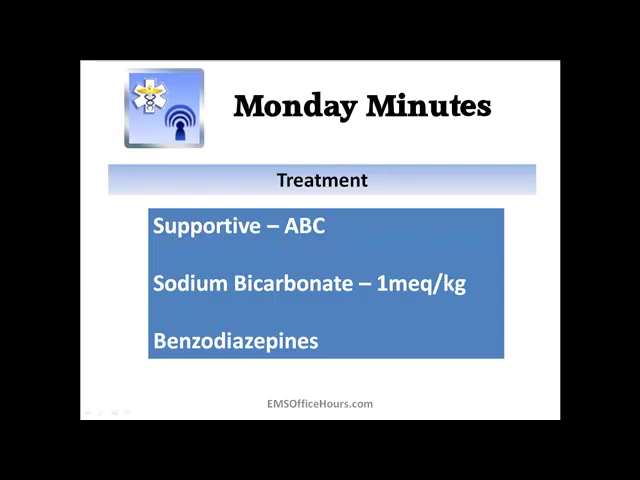 Monday Minutes
Treatment
Supportive – ABC
Sodium Bicarbonate – 1meq/kg
Benzodiazepines
EMSOfficeHours.com